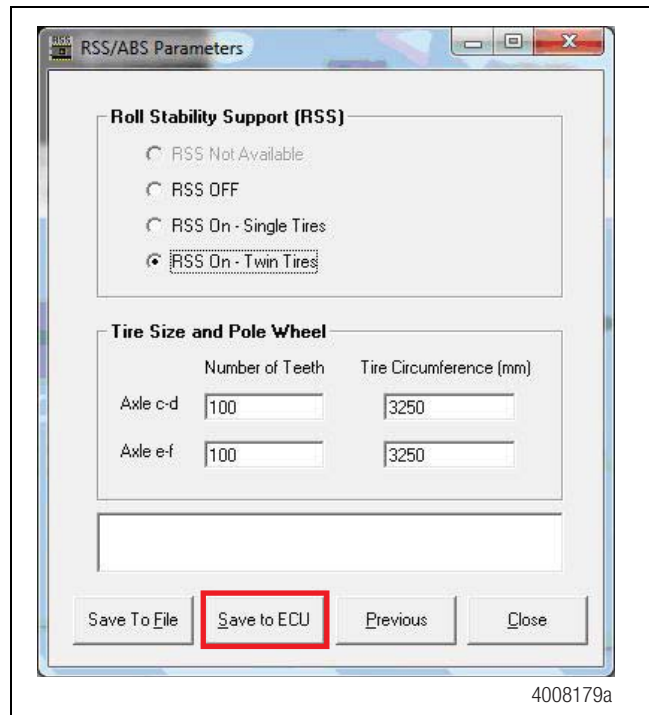 RSS
RSS/ABS Parameters
X
Roll Stability Support (RSS)
RSS Not Available
RSS OFF
RSS On - Single Tires
RSS On - Twin Tires
Tire Size and Pole Wheel
Number of Teeth Tire Circumference (mm)
Axle c-d 100 3250
Axle e-f 100 3250
Save To File Save to ECU Previous Close
4008179a